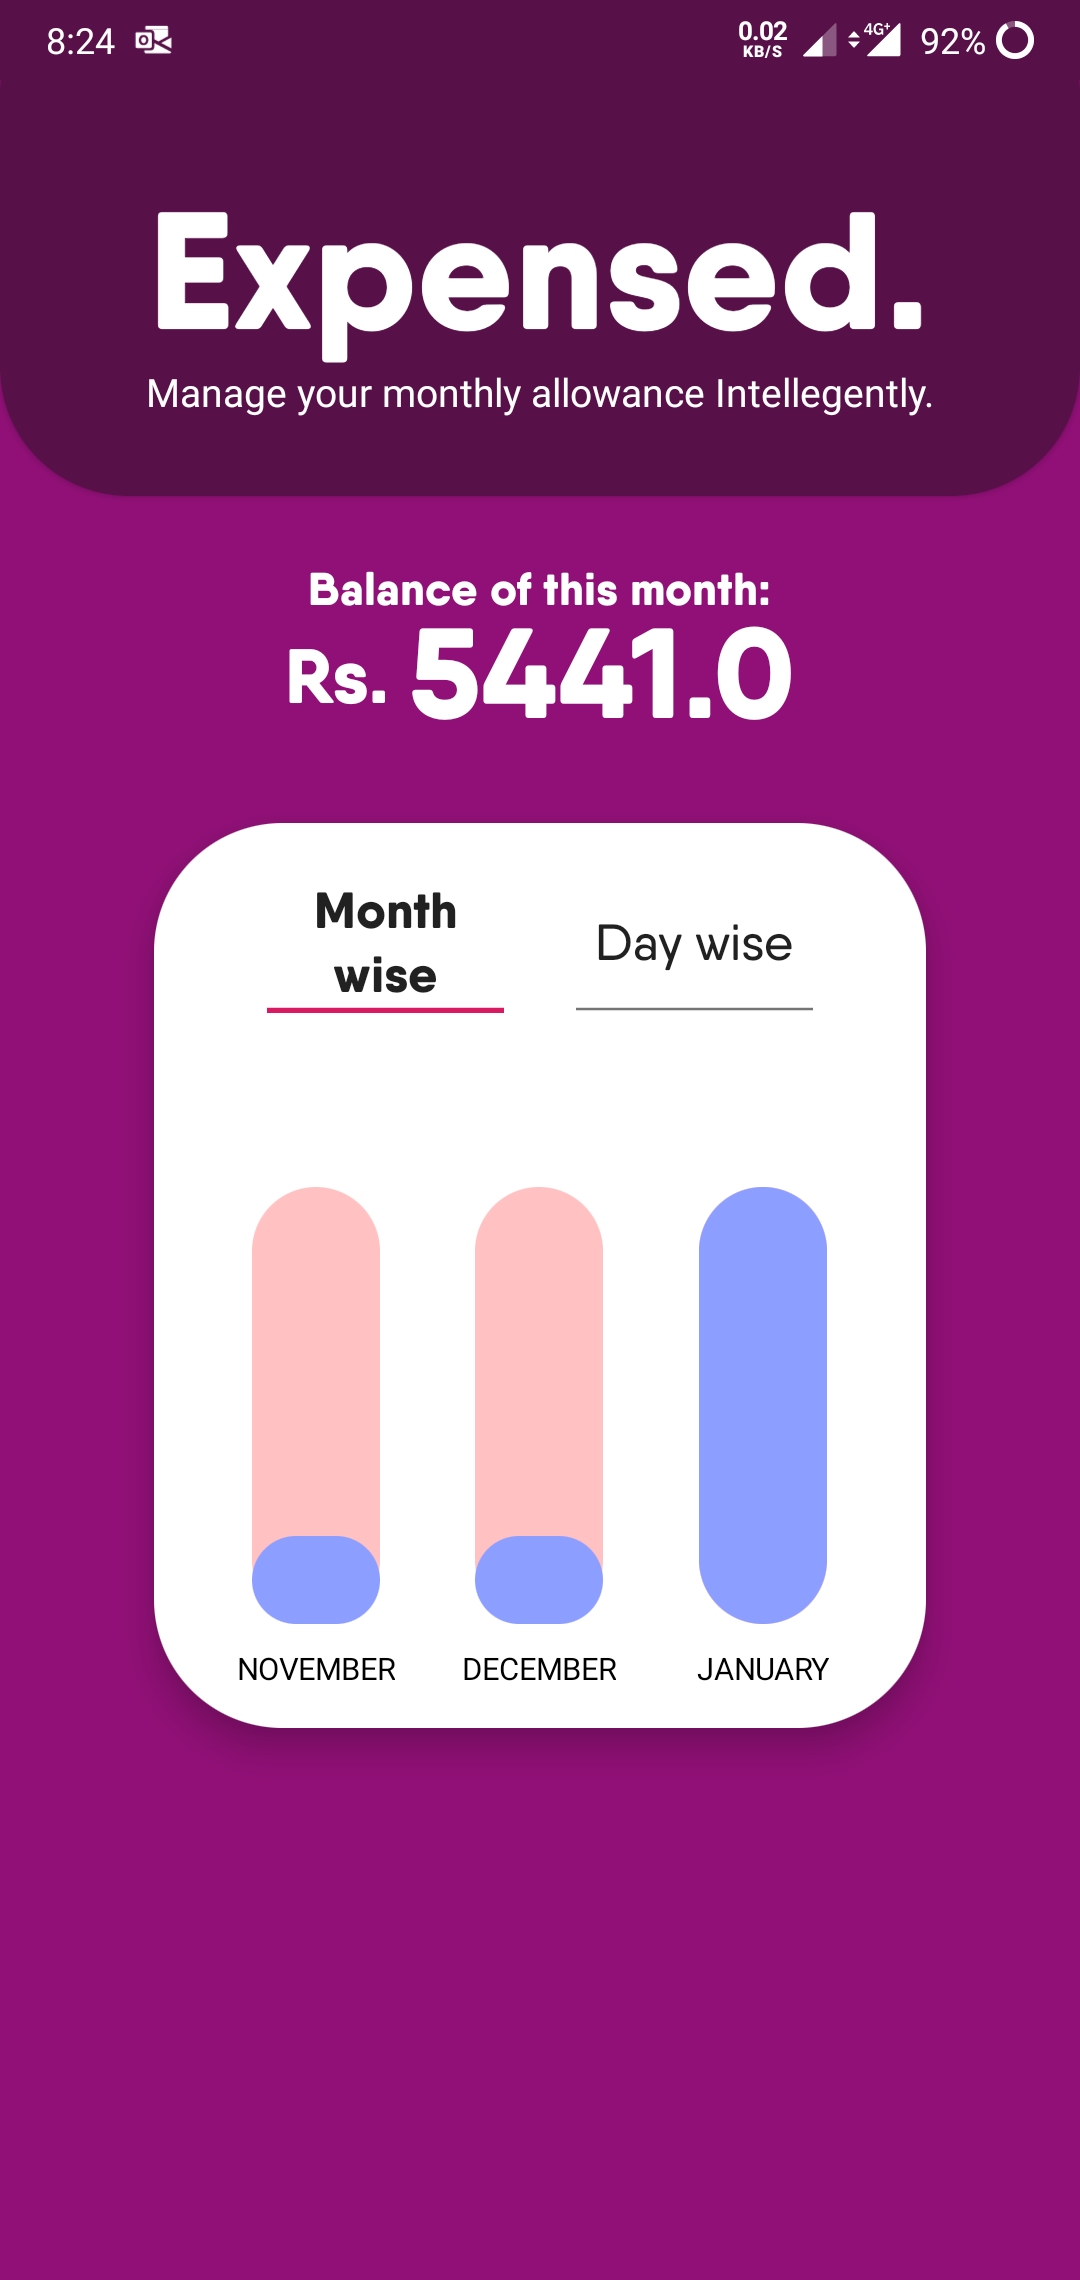 8:24
0.02
KB/S
4G+
92%
Expensed.
Manage your monthly allowance Intellegently.
Balance of this month:
Rs. 5441.0
Month
wise
Day wise
NOVEMBER
DECEMBER
JANUARY